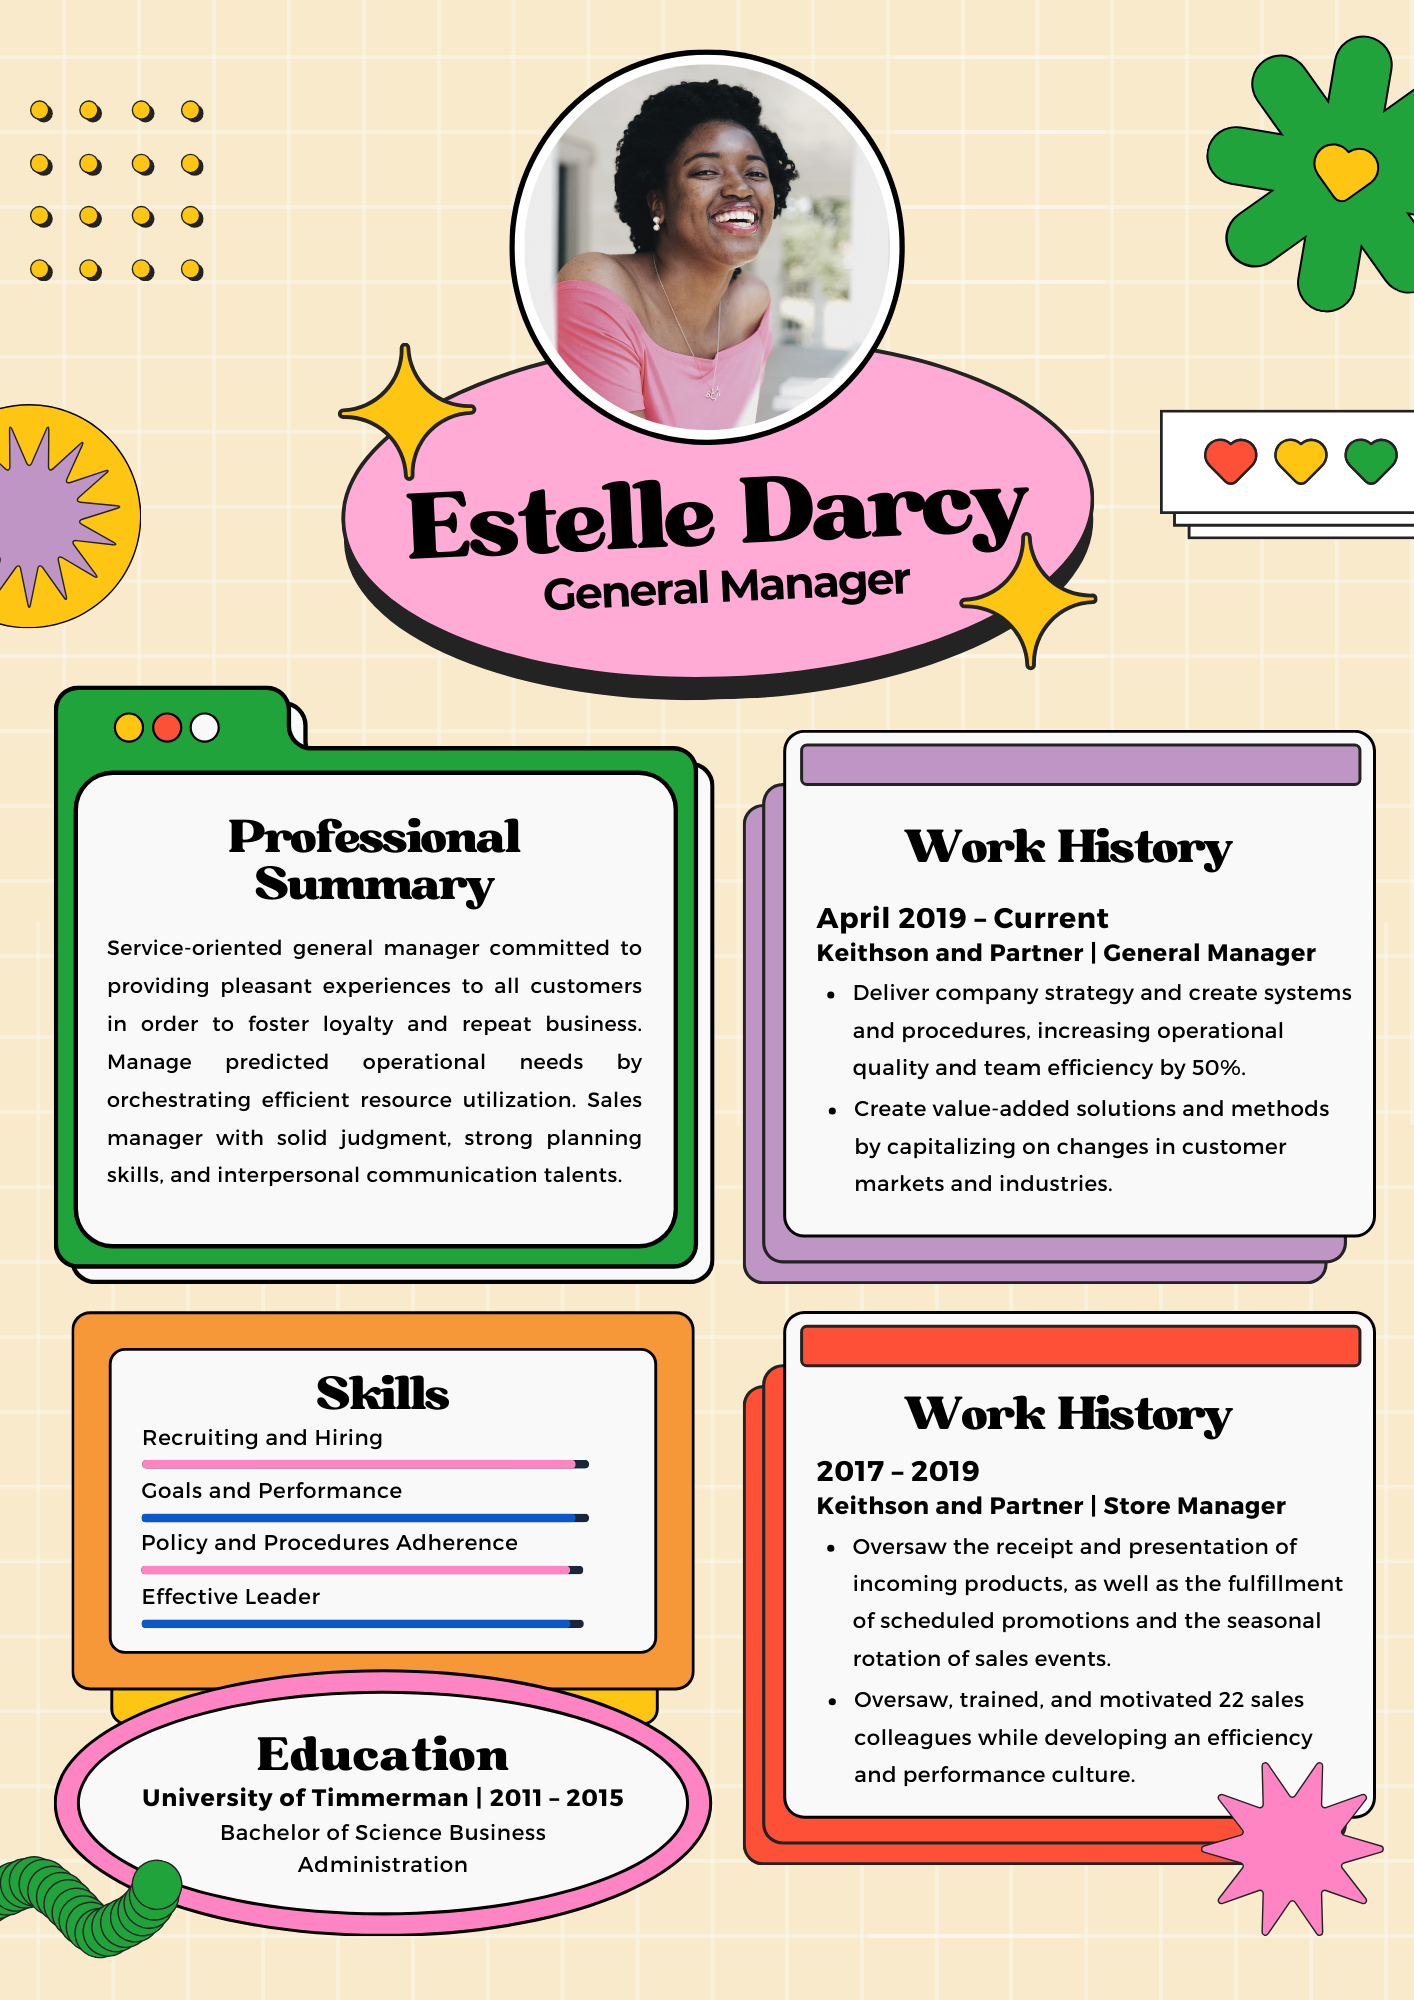 Estelle Darcy
General Manager
Professional
Summary
Service-oriented general manager committed to
providing pleasant experiences to all customers
in order to foster loyalty and repeat business.
Manage predicted operational needs by
orchestrating efficient resource utilization. Sales
manager with solid judgment, strong planning
skills, and interpersonal communication talents.
Work History
April 2019 – Current
Keithson and Partner | General Manager
• Deliver company strategy and create systems
and procedures, increasing operational
quality and team efficiency by 50%.
• Create value-added solutions and methods
by capitalizing on changes in customer
markets and industries.
Skills
Recruiting and Hiring
Goals and Performance
Policy and Procedures Adherence
Effective Leader
Work History
2017 – 2019
Keithson and Partner | Store Manager
• Oversaw the receipt and presentation of
incoming products, as well as the fulfillment
of scheduled promotions and the seasonal
rotation of sales events.
• Oversaw, trained, and motivated 22 sales
colleagues while developing an efficiency
and performance culture.
Education
University of Timmerman | 2011 – 2015
Bachelor of Science Business
Administration